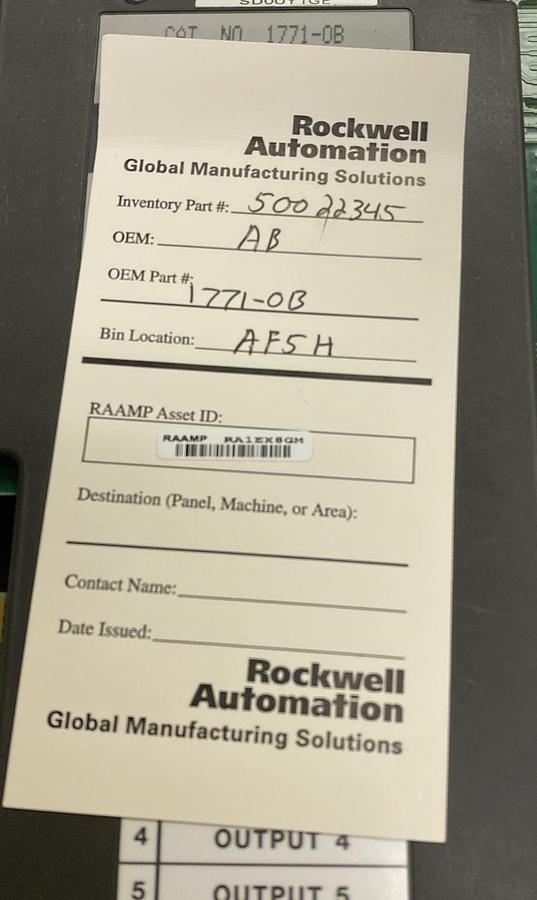 CAT NO 1771-OB
Rockwell
Automation
Global Manufacturing Solutions
Inventory Part #: 50022345
OEM: AB
OEM Part #:
1771-OB
Bin Location: AF5H
RAAMP Asset ID:
RAAMP RA1EX8GM
Destination (Panel, Machine, or Area):
Contact Name:
Date Issued:
Rockwell
Automation
Global Manufacturing Solutions
4 OUTPUT 4
5 OUTPUT 5